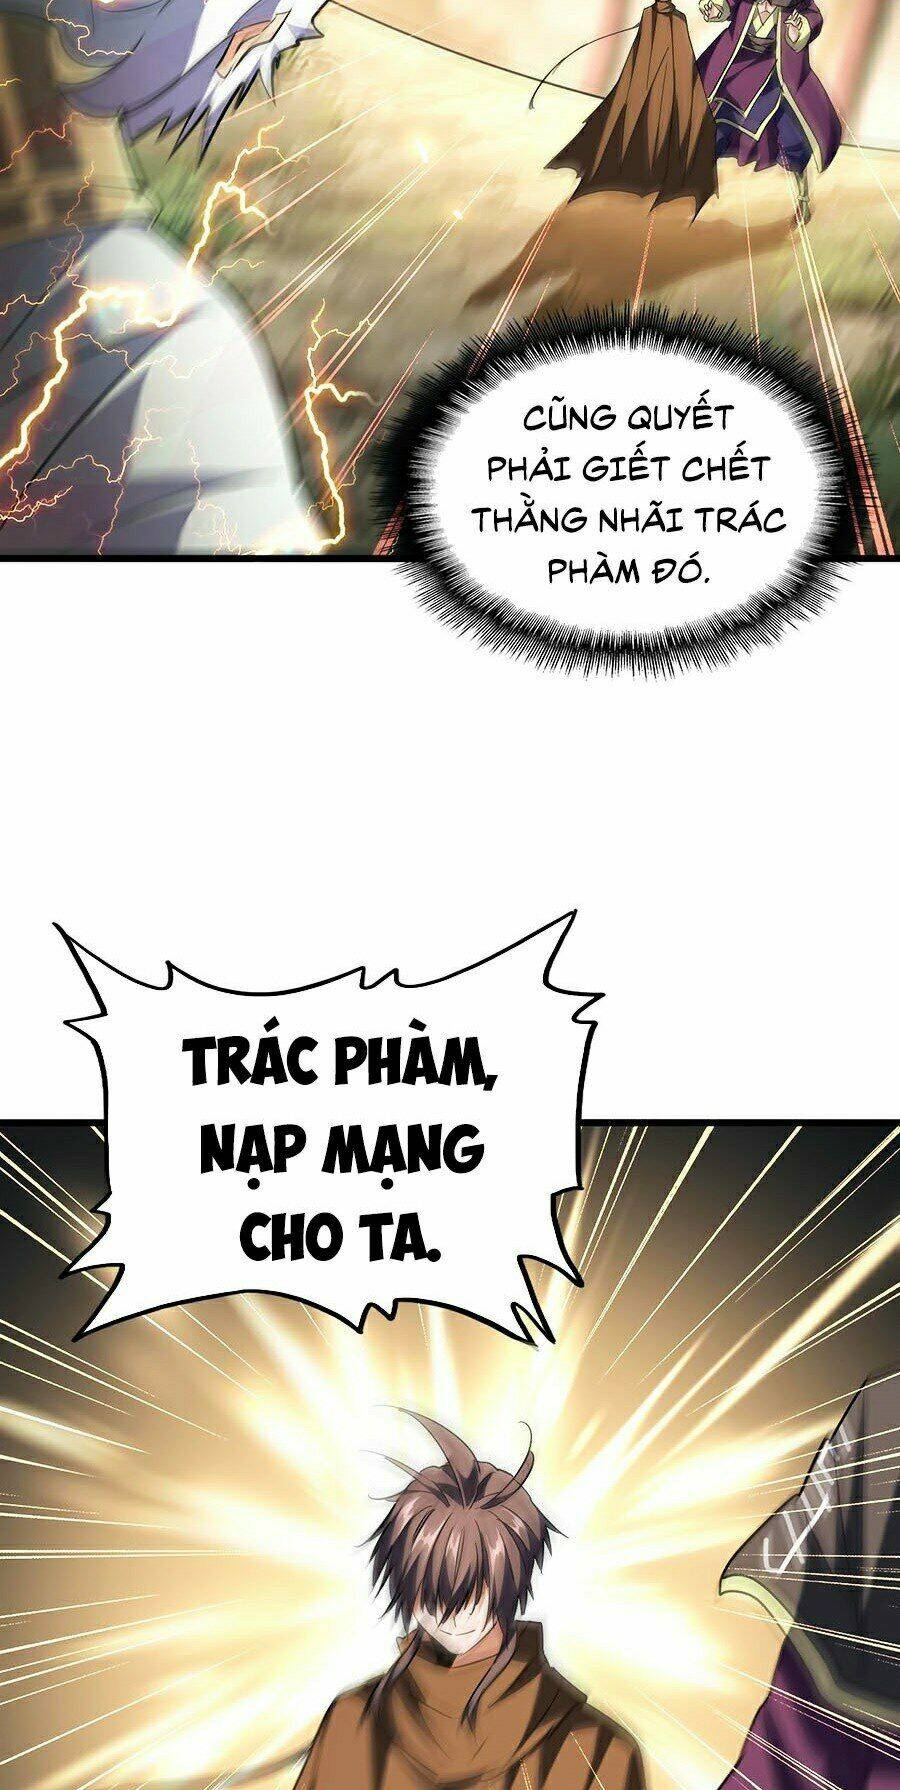 CŨNG QUYẾT
PHẢI GIẾT CHẾT
THẰNG NHÃI TRÁC
PHÀM ĐÓ.
TRÁC PHÀM,
NẠP MẠNG
CHO TA.